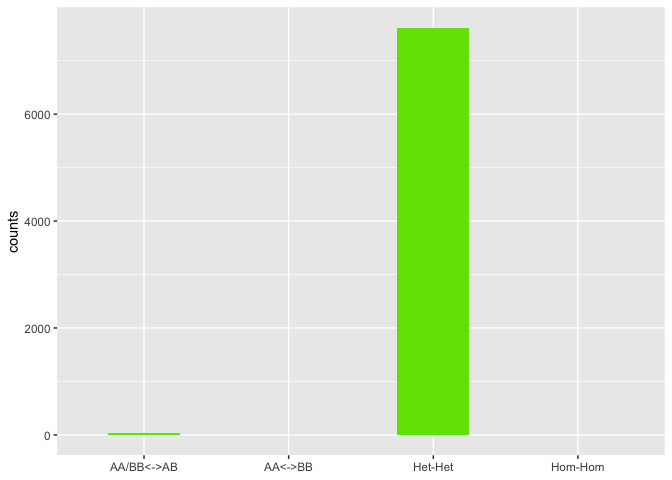 counts
6000
4000
2000
0
AA/BB<->AB
AA<->BB
Het-Het
Hom-Hom